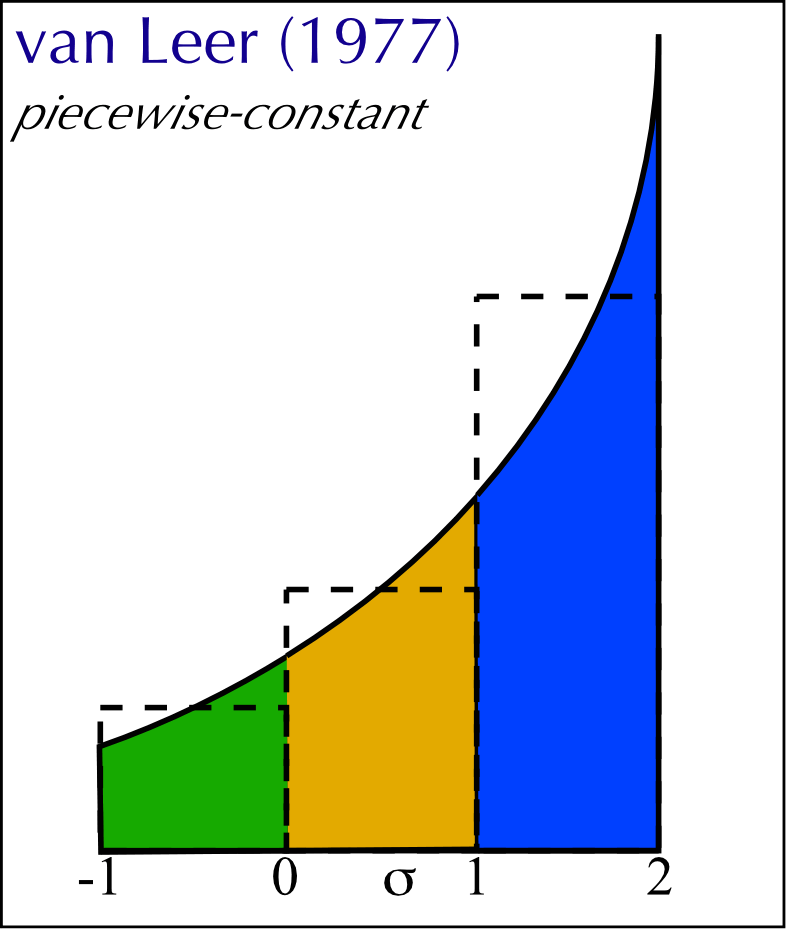 van Leer (1977)
piecewise-constant
-1 0 σ 1 2